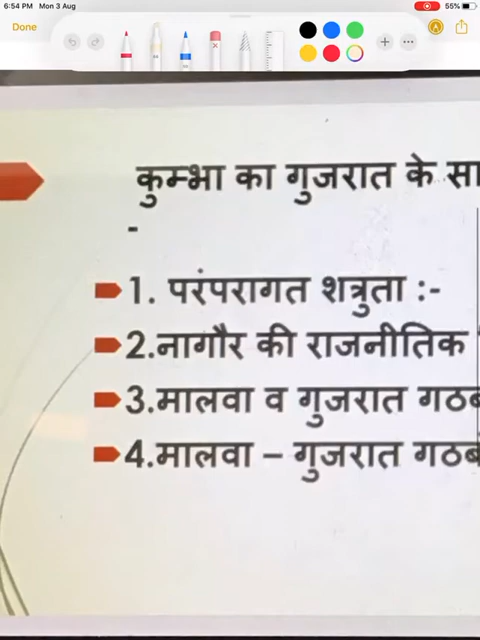 6:54 PM Mon 3 Aug 55%
Done
कुम्भा का गुजरात के
-
1. परंपरागत शत्रुता :-
2.नागौर की राजनीतिक
3.मालवा व गुजरात
4.मालवा – गुजरात